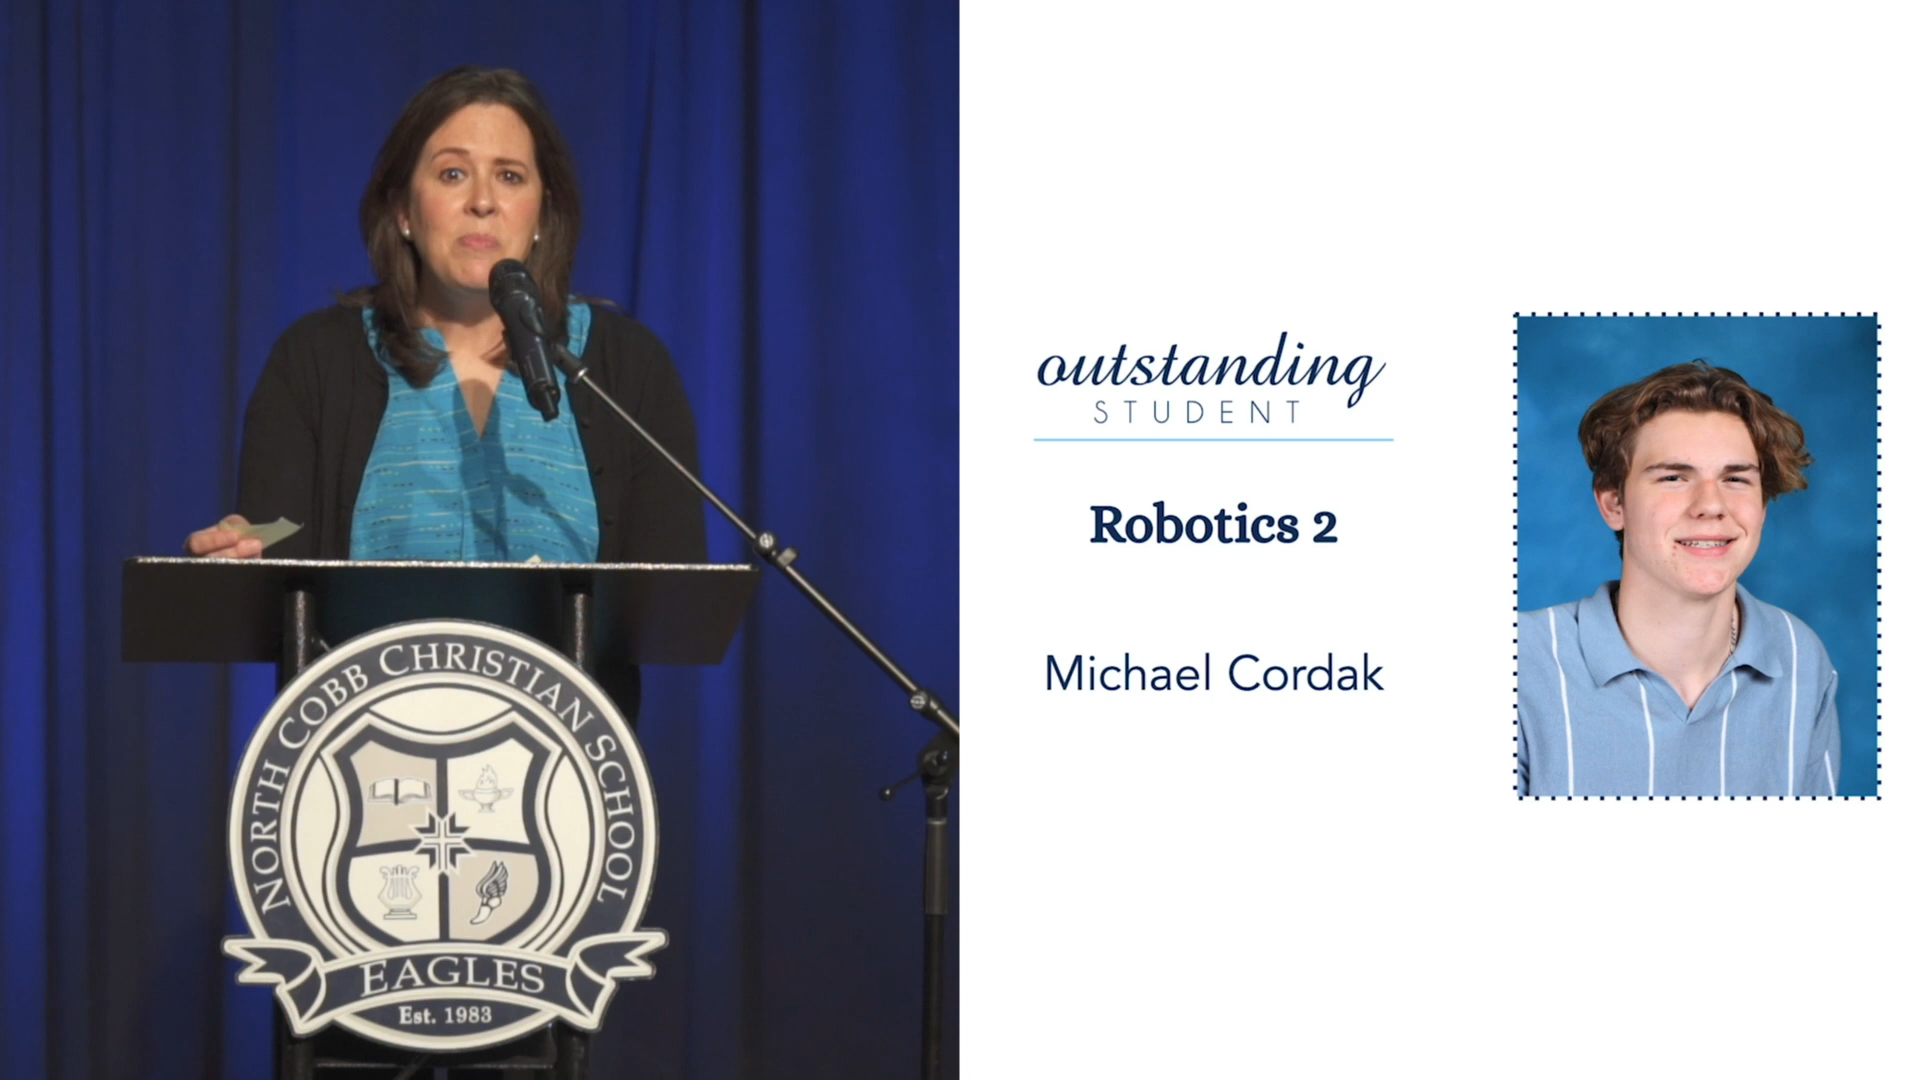 NORTH COBB CHRISTIAN SCHOOL
EAGLES
Est. 1983
outstanding
STUDENT
Robotics 2
Michael Cordak